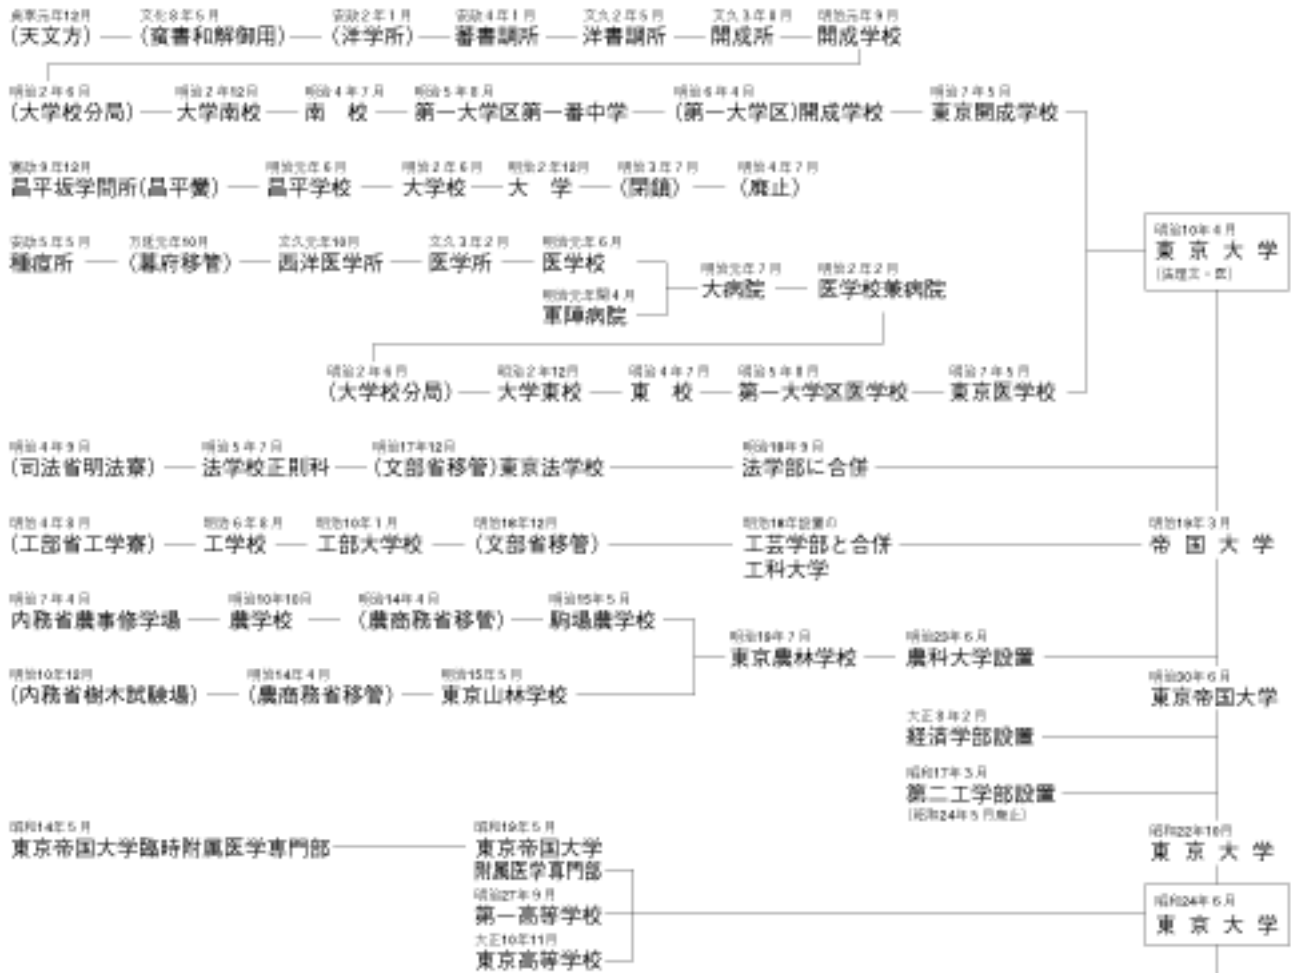 貞享元年12月 文化8年5月 安政2年1月 安政4年1月 文久2年5月 文久3年8月 明治元年9月
(天文方) (蛮書和解御用) (洋学所) 蕃書調所 洋書調所 開成所 開成学校
明治2年6月 明治2年12月 明治4年7月 明治5年8月 明治6年4月 明治7年5月
(大学校分局) 大学南校 南 校 第一大学区第一番中学 (第一大学区)開成学校 東京開成学校
寛政9年12月 明治元年6月 明治2年6月 明治2年12月 明治3年7月 明治4年7月
昌平坂学問所(昌平黌) 昌平学校 大学校 大 学 (閉鎖) (廃止)
明治10年4月
東 京 大 学
(法理文・医)
安政5年5月 万延元年10月 文久元年10月 文久3年2月 明治元年6月
種痘所 (幕府移管) 西洋医学所 医学所 医学校
明治元年7月 明治2年2月
大病院 医学校兼病院
明治元年閏4月
軍陣病院
明治2年6月 明治2年12月 明治4年7月 明治5年8月 明治7年5月
(大学校分局) 大学東校 東 校 第一大学区医学校 東京医学校
明治4年9月 明治5年7月 明治17年12月 明治18年9月
(司法省明法寮) 法学校正則科 (文部省移管)東京法学校 法学部に合併
明治4年8月 明治6年8月 明治10年1月 明治18年12月 明治18年設置の 明治19年3月
(工部省工学寮) 工学校 工部大学校 (文部省移管) 工芸学部と合併 帝 国 大 学
工科大学
明治7年4月 明治10年10月 明治14年4月 明治15年5月
内務省農事修学場 農学校 (農商務省移管) 駒場農学校
明治19年7月 明治23年6月
東京農林学校 農科大学設置
明治10年12月 明治14年4月 明治15年5月 明治30年6月
(内務省樹木試験場) (農商務省移管) 東京山林学校 東京帝国大学
大正8年2月
経済学部設置
昭和17年3月
第二工学部設置
(昭和24年5月廃止)
昭和14年5月 昭和19年5月 昭和22年10月
東京帝国大学臨時附属医学専門部 東京帝国大学 東 京 大 学
附属医学専門部
明治27年9月 昭和24年5月
第一高等学校 東 京 大 学
大正10年11月
東京高等学校